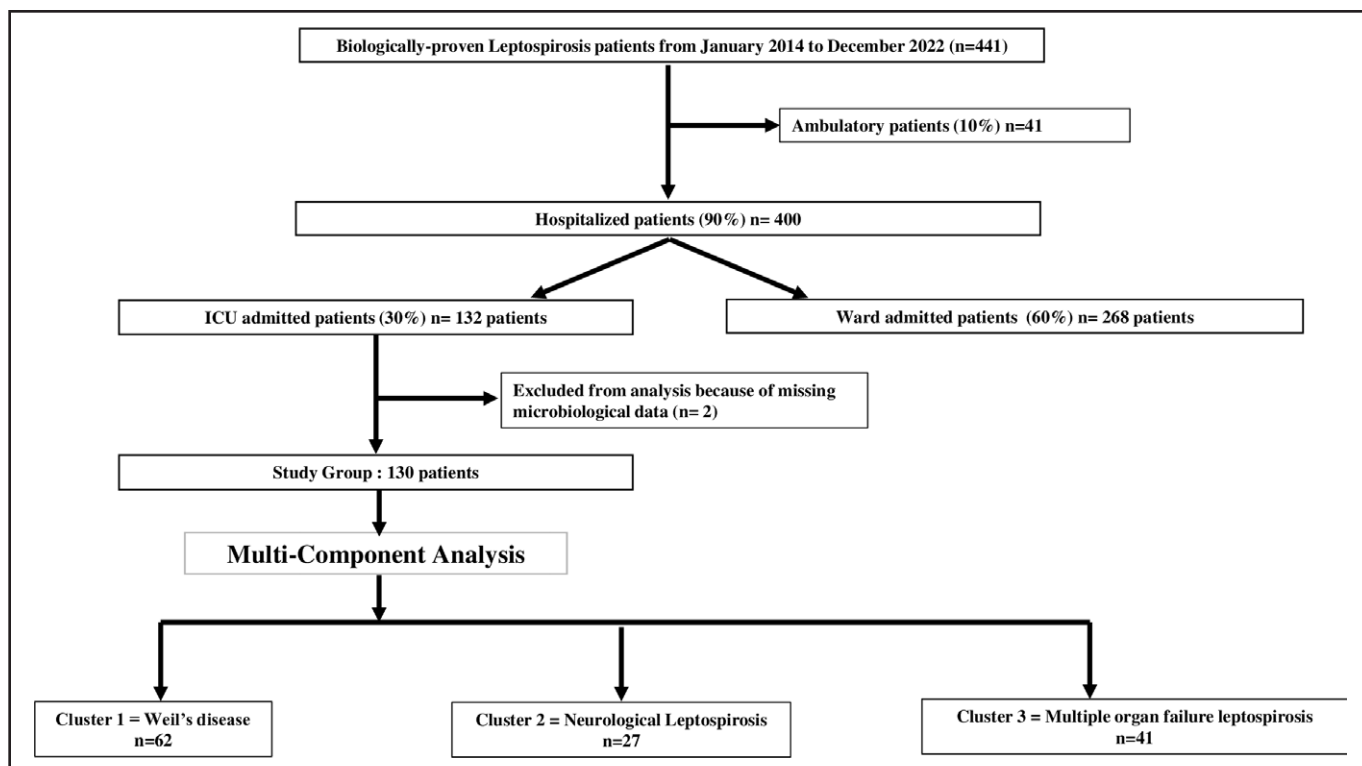 Biologically-proven Leptospirosis patients from January 2014 to December 2022 (n=441)
Ambulatory patients (10%) n=41
Hospitalized patients (90%) n= 400
ICU admitted patients (30%) n= 132 patients
Ward admitted patients (60%) n= 268 patients
Excluded from analysis because of missing
microbiological data (n= 2)
Study Group : 130 patients
Multi-Component Analysis
Cluster 1 = Weil's disease
n=62
Cluster 2 = Neurological Leptospirosis
n=27
Cluster 3 = Multiple organ failure leptospirosis
n=41